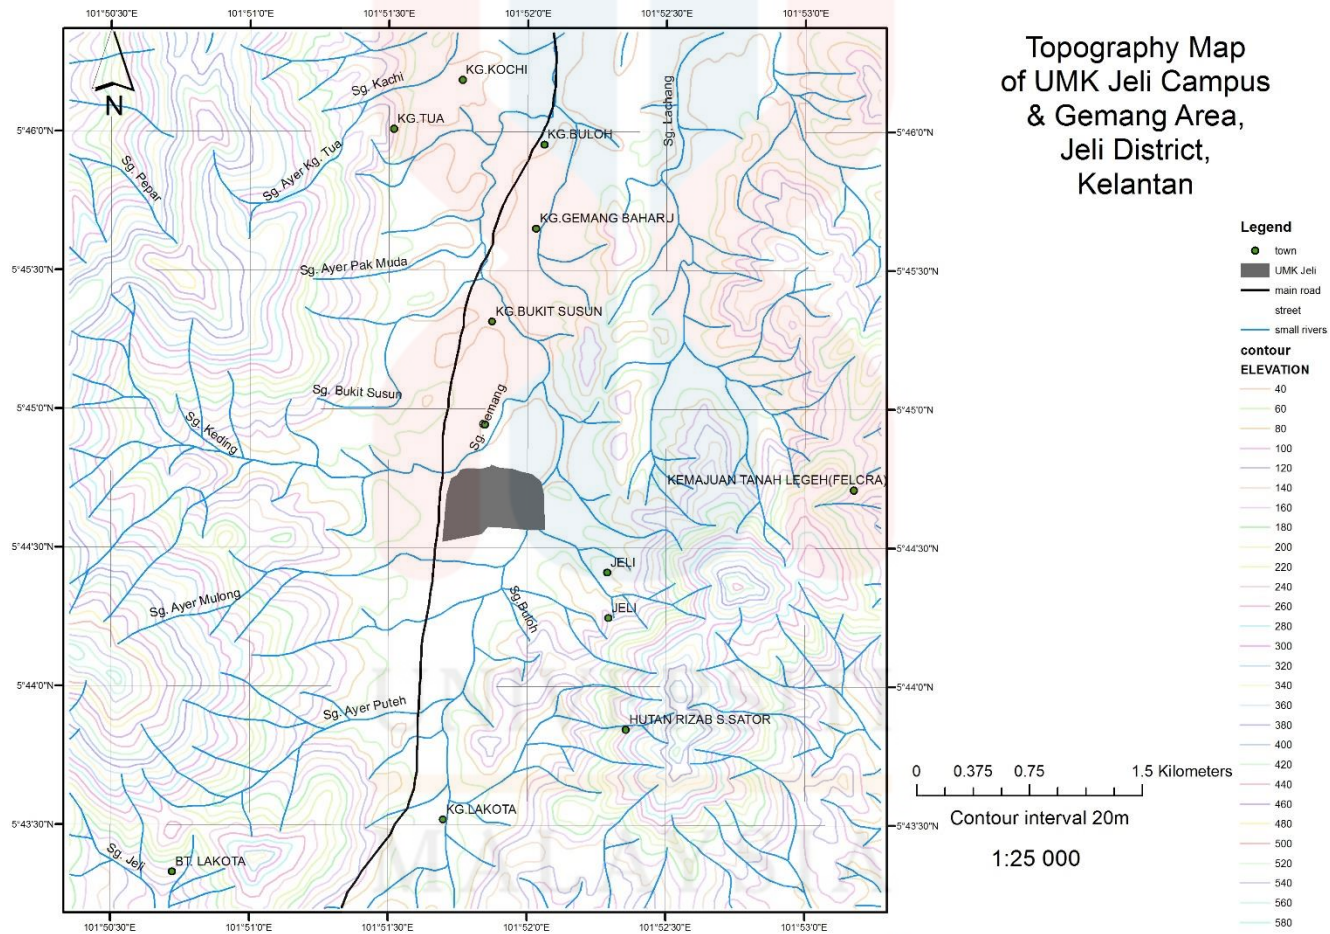 101°50'30"E 101°51'0"E 101°51'30"E 101°52'0"E 101°52'30"E 101°53'0"E
Topography Map
of UMK Jeli Campus
& Gemang Area,
Jeli District,
Kelantan
N
Sg. Kachi
KG.KOCHI
Sg. Lachang
KG.TUA
5°46'0"N
KG.BULOH
5°46'0"N
Sg. Pepar
Sg. Ayer Kg. Tua
KG.GEMANG BAHARU
Sg. Ayer Pak Muda
5°45'30"N
5°45'30"N
KG.BUKIT SUSUN
Sg. Bukit Susun
5°45'0"N
5°45'0"N
Sg. Gemang
Sg. Keding
KEMAJUAN TANAH LEGEH(FELCRA)
5°44'30"N
5°44'30"N
JELI
Sg. Ayer Mulong
Sg.Buloh
JELI
5°44'0"N
5°44'0"N
Sg. Ayer Puteh
HUTAN RIZAB S.SATOR
KG.LAKOTA
5°43'30"N
5°43'30"N
Sg. Jeli
BT. LAKOTA
UNIVERSITI
MALAYSIA
101°50'30"E 101°51'0"E 101°51'30"E 101°52'0"E 101°52'30"E 101°53'0"E
Legend
town
UMK Jeli
main road
street
small rivers
contour
ELEVATION
40
60
80
100
120
140
160
180
200
220
240
260
280
300
320
340
360
380
400
420
440
460
480
500
520
540
560
580
0 0.375 0.75 1.5 Kilometers
Contour interval 20m
1:25 000